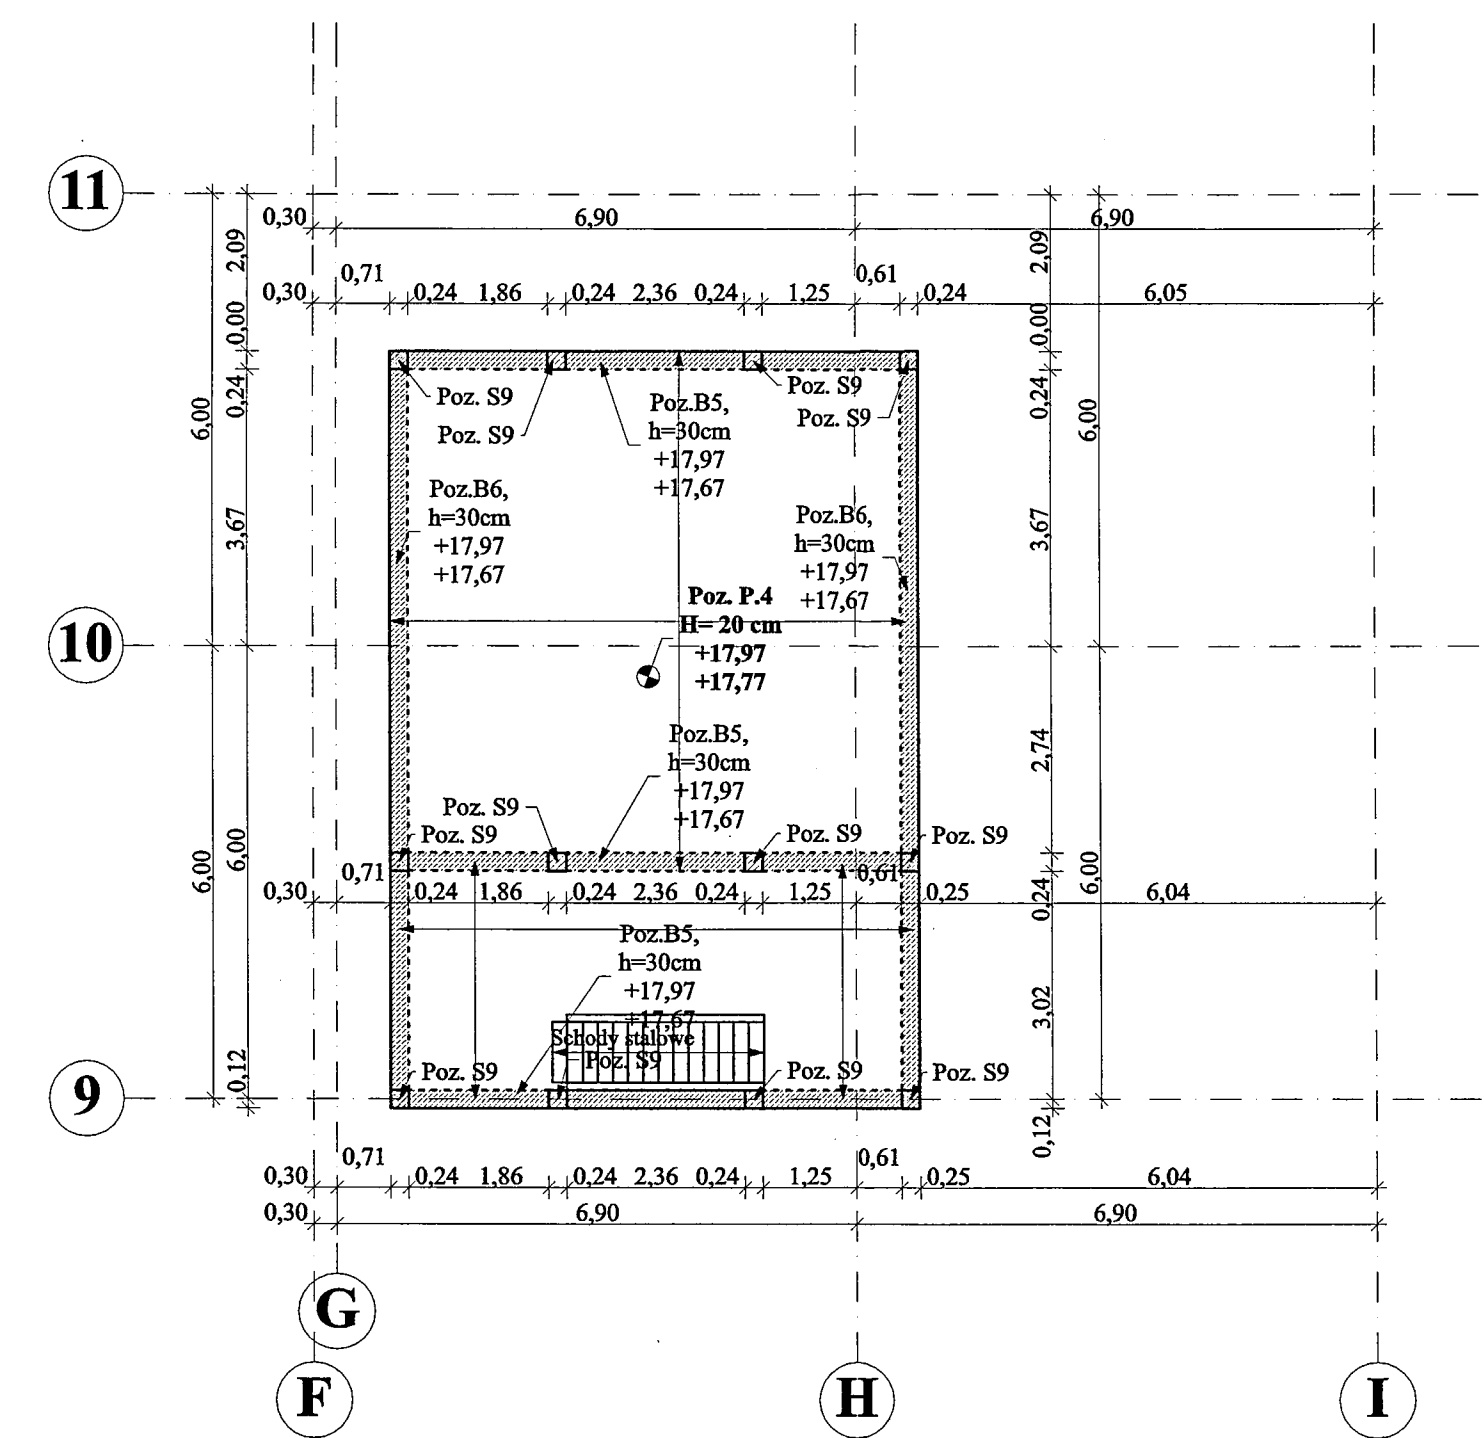 11
0,30
6,90
6,90
2,09
2,09
0,71
0,61
0,30
0,24
1,86
0,24
2,36
0,24
1,25
0,24
6,05
0,00
0,00
0,24
0,24
6,00
6,00
Poz. S9
Poz. S9
Poz.B5,
h=30cm
+17,97
+17,67
Poz. S9
Poz. S9
3,67
3,67
Poz.B6,
h=30cm
+17,97
+17,67
Poz.B6,
h=30cm
+17,97
+17,67
Poz. P.4
H= 20 cm
+17,97
+17,77
10
Poz.B5,
h=30cm
+17,97
+17,67
2,74
Poz. S9
Poz. S9
Poz. S9
Poz. S9
6,00
6,00
6,00
0,71
0,61
0,30
0,24
1,86
0,24
2,36
0,24
1,25
0,25
0,24
6,04
Poz.B5,
h=30cm
+17,97
+17,67
3,02
Schody stalowe
Poz. S9
Poz. S9
Poz. S9
Poz. S9
0,12
9
0,12
0,71
0,61
0,30
0,24
1,86
0,24
2,36
0,24
1,25
0,25
6,04
0,30
6,90
6,90
G
F
H
I